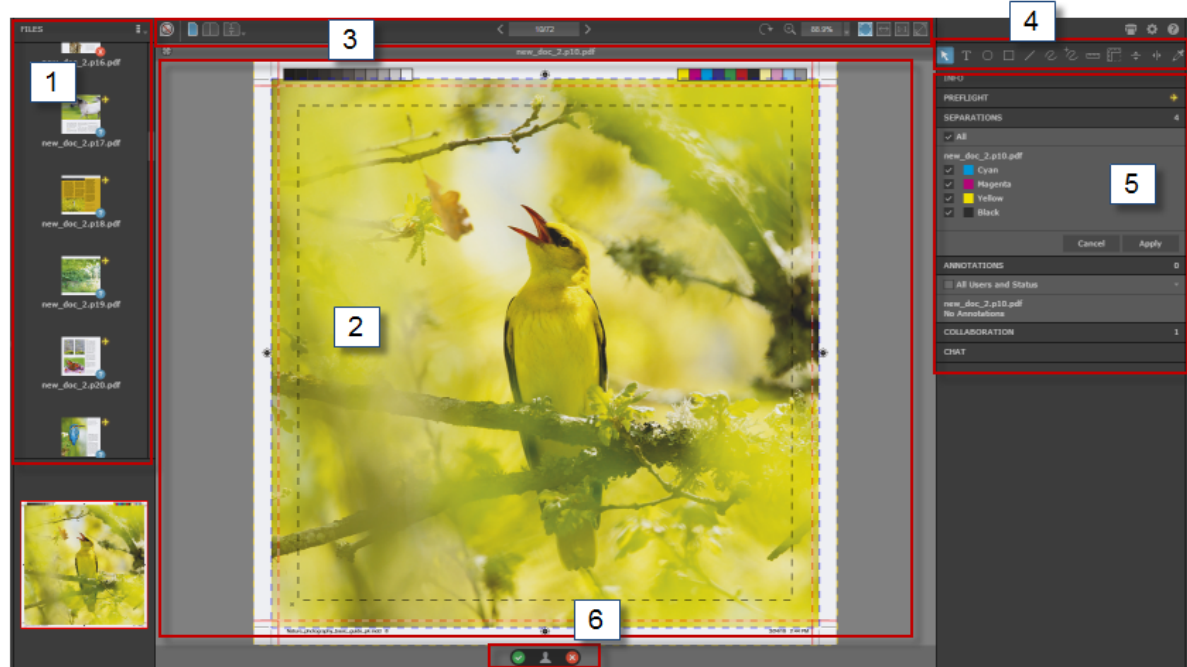 FILES
1
new_doc_2.p16.pdf
new_doc_2.p17.pdf
new_doc_2.p18.pdf
new_doc_2.p19.pdf
new_doc_2.p20.pdf
3
10/72
88.9%
new_doc_2.p10.pdf
2
6
4
INFO
PREFLIGHT
SEPARATIONS 4
All
new_doc_2.p10.pdf
Cyan
Magenta
Yellow
Black
5
Cancel Apply
ANNOTATIONS 0
All Users and Status
new_doc_2.p10.pdf
No Annotations
COLLABORATION 1
CHAT